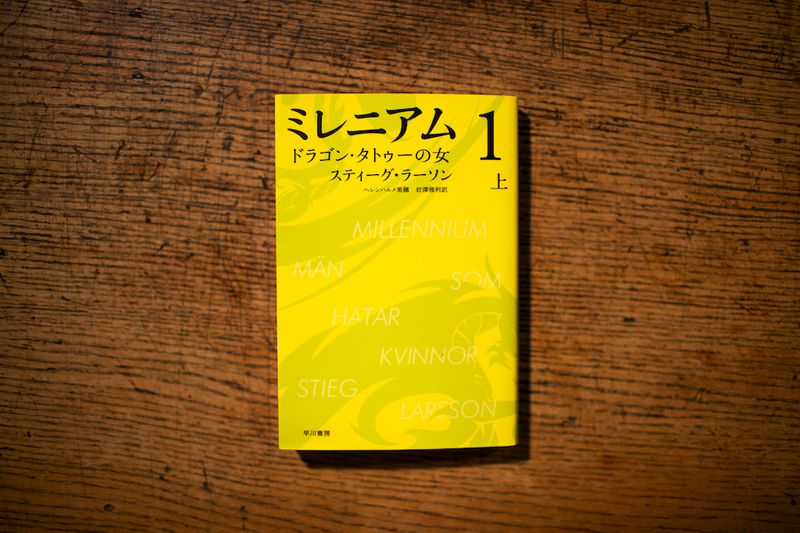 ミレニアム 1
ドラゴン・タトゥーの女
スティーグ・ラーソン 上
ヘレンハルメ美穂 岩澤雅利訳
MILLENNIUM
MÄN
SOM
HATAR
KVINNOR
STIEG
LARSSON
早川書房